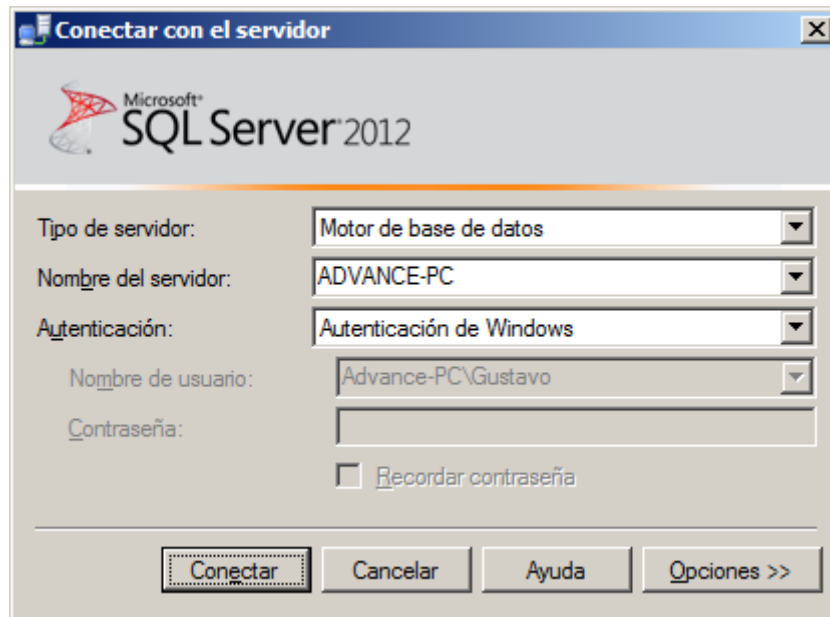 Conectar con el servidor
Microsoft®
SQL Server® 2012
Tipo de servidor: Motor de base de datos
Nombre del servidor: ADVANCE-PC
Autenticación: Autenticación de Windows
Nombre de usuario: Advance-PC\Gustavo
Contraseña:
Recordar contraseña
Conectar Cancelar Ayuda Opciones >>